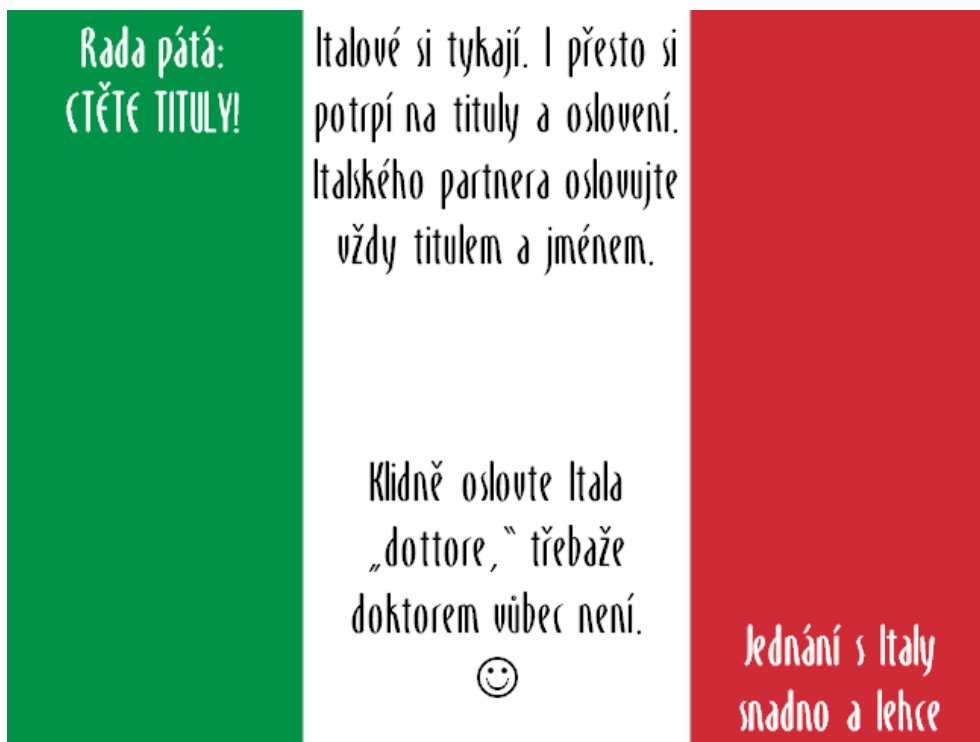 Rada pátá:
CTĚTE TITULY!
Italové si tykají. I přesto si
potrpí na tituly a oslovení.
Italského partnera oslovujte
vždy titulem a jménem.
Klidně oslovte Itala
„dottore,“ třebaže
doktorem vůbec není.
☺
Jednání s Italy
snadno a lehce